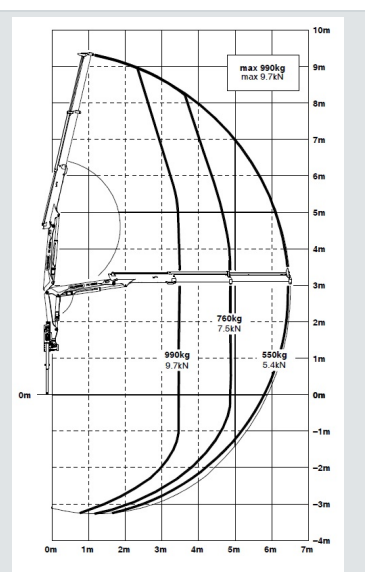 10m
max 990kg
max 9.7kN
9m
8m
7m
6m
5m
4m
3m
760kg
7.5kN
2m
990kg
9.7kN
550kg
5.4kN
1m
0m
0m
-1m
-2m
-3m
-4m
0m 1m 2m 3m 4m 5m 6m 7m